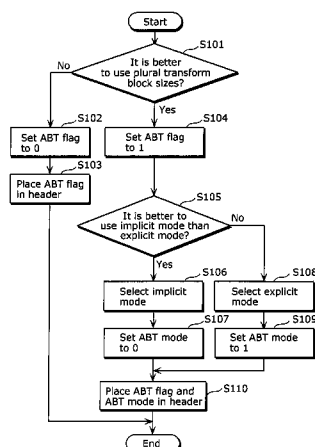 Start
S101
It is better
to use plural transform
block sizes?
No
Yes
S102
Set ABT flag
to 0
S104
Set ABT flag
to 1
S103
Place ABT flag
in header
S105
It is better to
use implicit mode than
explicit mode?
No
Yes
S106
Select implicit
mode
S108
Select explicit
mode
S107
Set ABT mode
to 0
S109
Set ABT mode
to 1
Place ABT flag and
ABT mode in header
S110
End